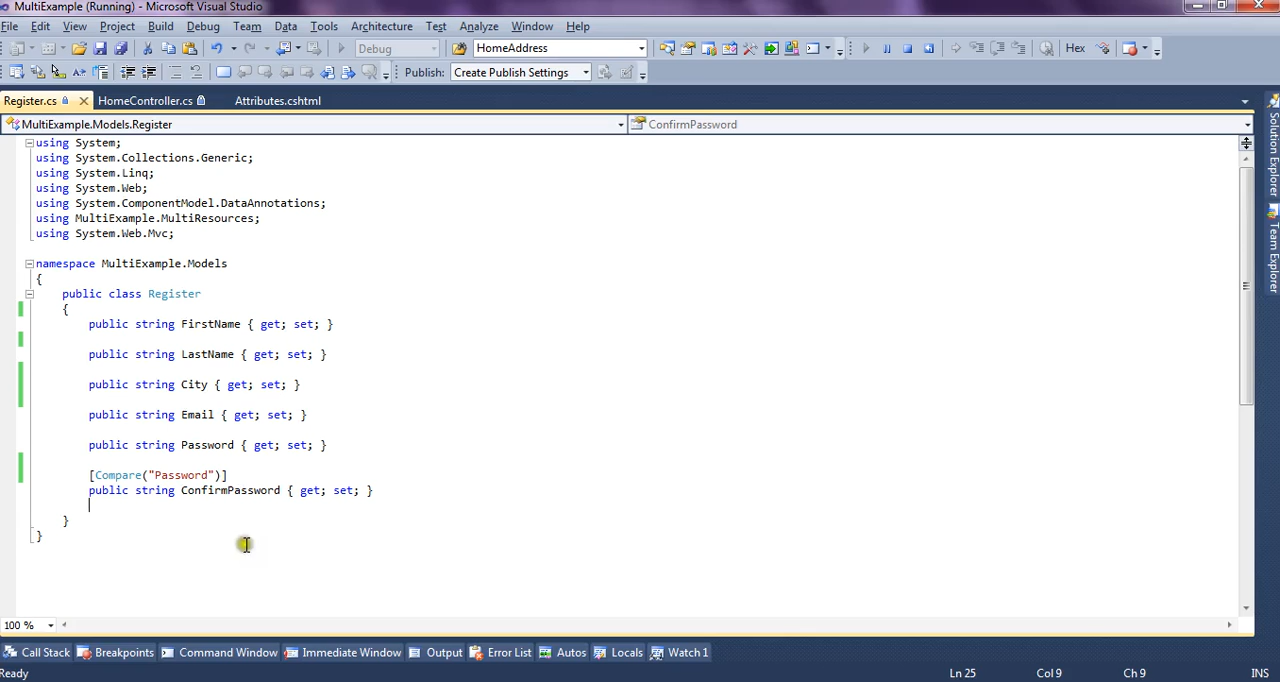 MultiExample (Running) - Microsoft Visual Studio
File Edit View Project Build Debug Team Data Tools Architecture Test Analyze Window Help
Debug HomeAddress Hex
Publish: Create Publish Settings
Register.cs HomeController.cs Attributes.cshtml
MultiExample.Models.Register ConfirmPassword
using System;
using System.Collections.Generic;
using System.Linq;
using System.Web;
using System.ComponentModel.DataAnnotations;
using MultiExample.MultiResources;
using System.Web.Mvc;
namespace MultiExample.Models
{
public class Register
{
public string FirstName { get; set; }
public string LastName { get; set; }
public string City { get; set; }
public string Email { get; set; }
public string Password { get; set; }
[Compare("Password")]
public string ConfirmPassword { get; set; }
}
}
Solution Explorer
Team Explorer
100 %
Call Stack Breakpoints Command Window Immediate Window Output Error List Autos Locals Watch 1
Ready Ln 25 Col 9 Ch 9 INS